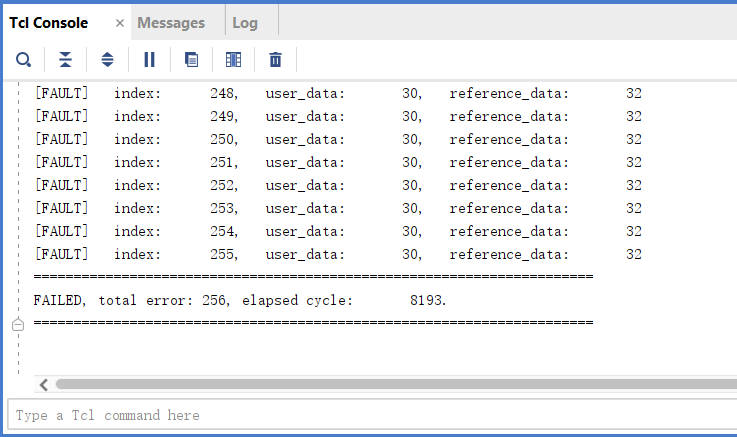 Tcl Console × Messages Log
[FAULT] index: 248, user_data: 30, reference_data: 32
[FAULT] index: 249, user_data: 30, reference_data: 32
[FAULT] index: 250, user_data: 30, reference_data: 32
[FAULT] index: 251, user_data: 30, reference_data: 32
[FAULT] index: 252, user_data: 30, reference_data: 32
[FAULT] index: 253, user_data: 30, reference_data: 32
[FAULT] index: 254, user_data: 30, reference_data: 32
[FAULT] index: 255, user_data: 30, reference_data: 32
======================================================================
FAILED, total error: 256, elapsed cycle: 8193.
======================================================================
Type a Tcl command here